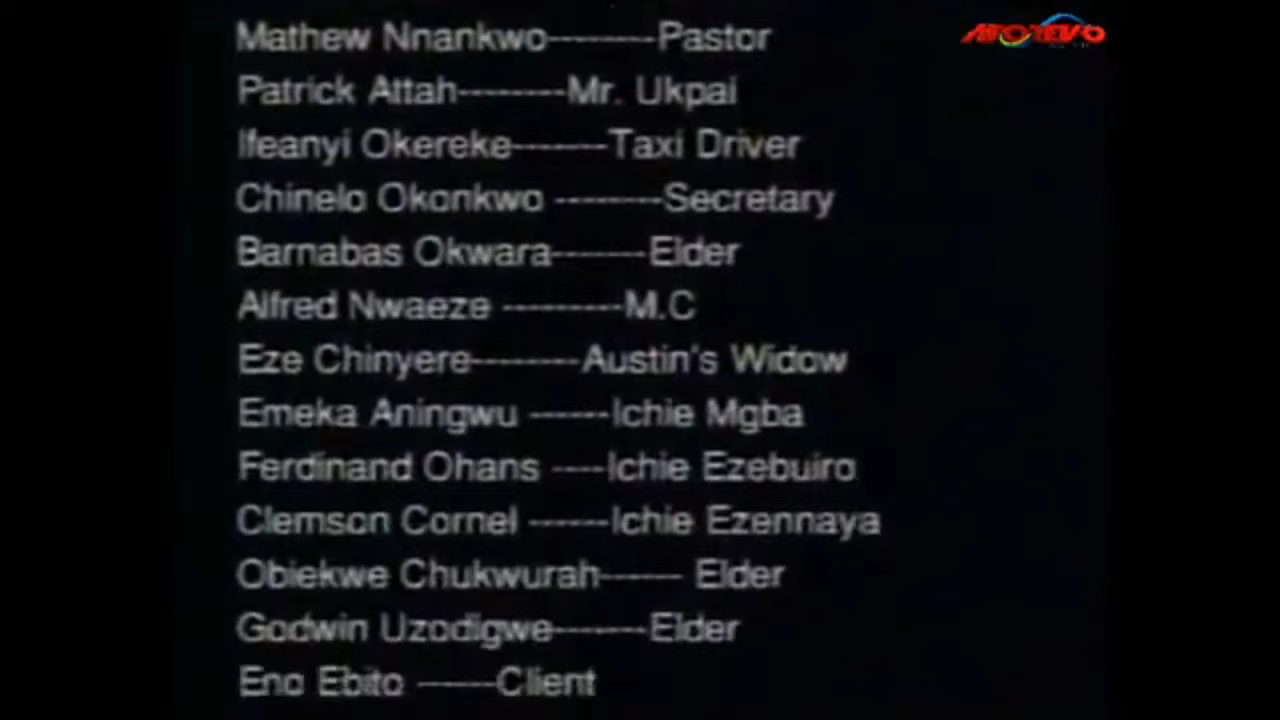 Mathew Nnankwo--------Pastor
Patrick Attah--------Mr. Ukpai
Ifeanyi Okereke-------Taxi Driver
Chinelo Okonkwo --------Secretary
Barnabas Okwara-------Elder
Alfred Nwaeze ---------M.C
Eze Chinyere--------Austin's Widow
Emeka Aningwu ------Ichie Mgba
Ferdinand Ohans ----Ichie Ezebuiro
Clemson Cornel ------Ichie Ezennaya
Obiekwe Chukwurah------ Elder
Godwin Uzodigwe-------Elder
Eno Ebito ------Client